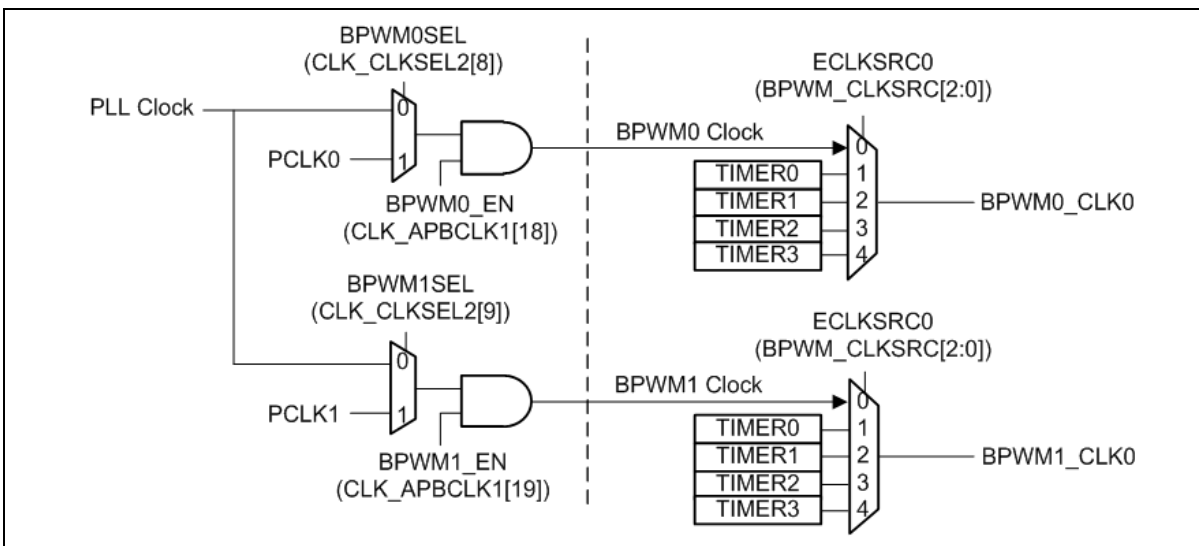 BPWM0SEL
(CLK_CLKSEL2[8])
PLL Clock
0
PCLK0
1
BPWM0_EN
(CLK_APBCLK1[18])
BPWM0 Clock
ECLKSRC0
(BPWM_CLKSRC[2:0])
0
TIMER0 1
TIMER1 2
TIMER2 3
TIMER3 4
BPWM0_CLK0
BPWM1SEL
(CLK_CLKSEL2[9])
0
PCLK1
1
BPWM1_EN
(CLK_APBCLK1[19])
BPWM1 Clock
ECLKSRC0
(BPWM_CLKSRC[2:0])
0
TIMER0 1
TIMER1 2
TIMER2 3
TIMER3 4
BPWM1_CLK0